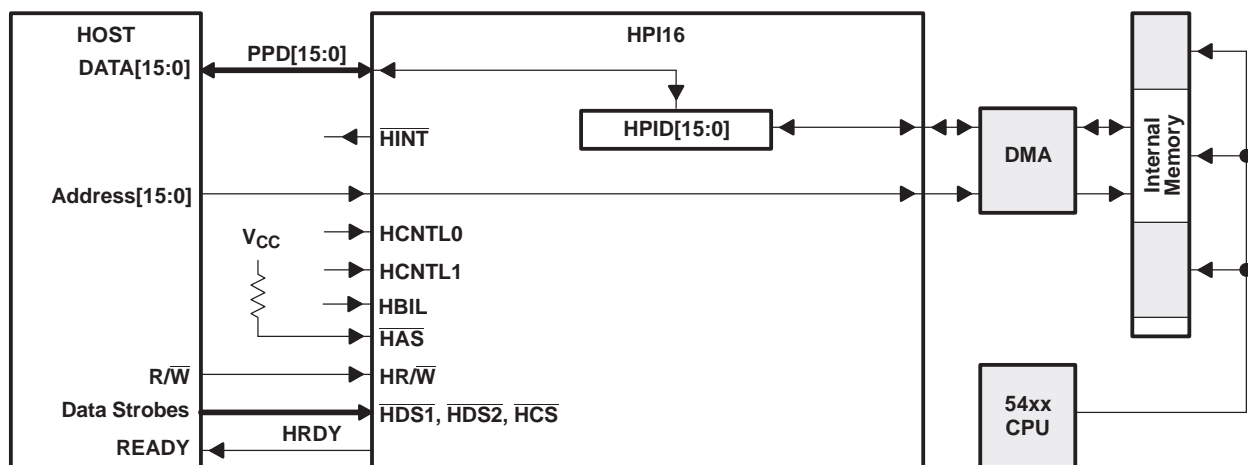 HOST
HPI16
DATA[15:0]
PPD[15:0]
HPID[15:0]
HINT
DMA
Internal
Memory
Address[15:0]
VCC
HCNTL0
HCNTL1
HBIL
HAS
R/W
HR/W
Data Strobes
HDS1, HDS2, HCS
54xx
CPU
READY
HRDY